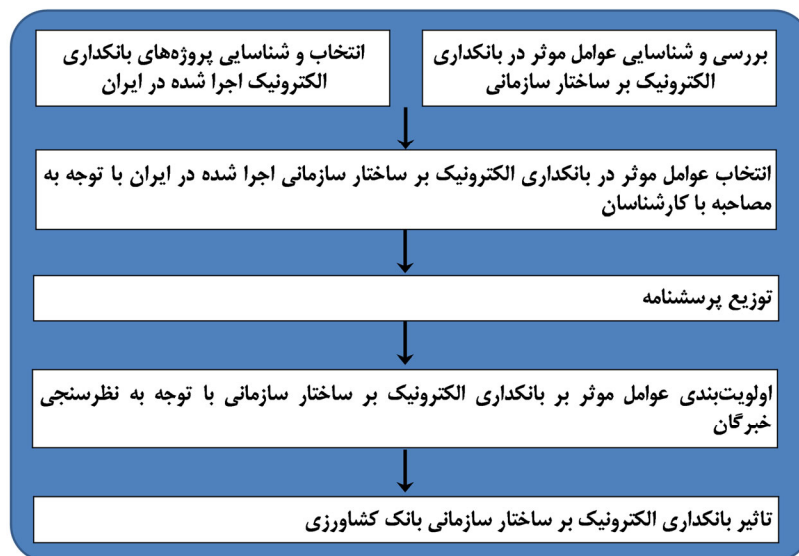 بررسی و شناسایی عوامل موثر در بانکداری
الکترونیک بر ساختار سازمانی
انتخاب و شناسایی پروژه‌های بانکداری
الکترونیک اجرا شده در ایران
انتخاب عوامل موثر در بانکداری الکترونیک بر ساختار سازمانی اجرا شده در ایران با توجه به
مصاحبه با کارشناسان
توزیع پرسشنامه
اولویت‌بندی عوامل موثر بر بانکداری الکترونیک بر ساختار سازمانی با توجه به نظرسنجی
خبرگان
تاثیر بانکداری الکترونیک بر ساختار سازمانی بانک کشاورزی